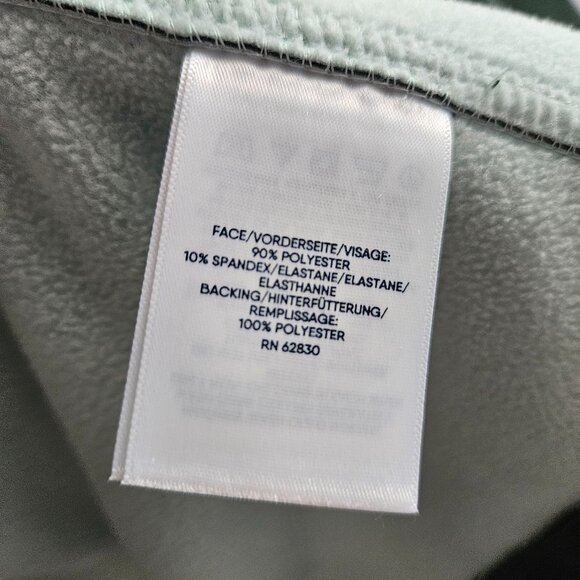 FACE/VORDERSEITE/VISAGE:
90% POLYESTER
10% SPANDEX/ELASTANE/ELASTANE/
ELASTHANNE
BACKING/HINTERFÜTTERUNG/
REMPLISSAGE:
100% POLYESTER
RN 62830